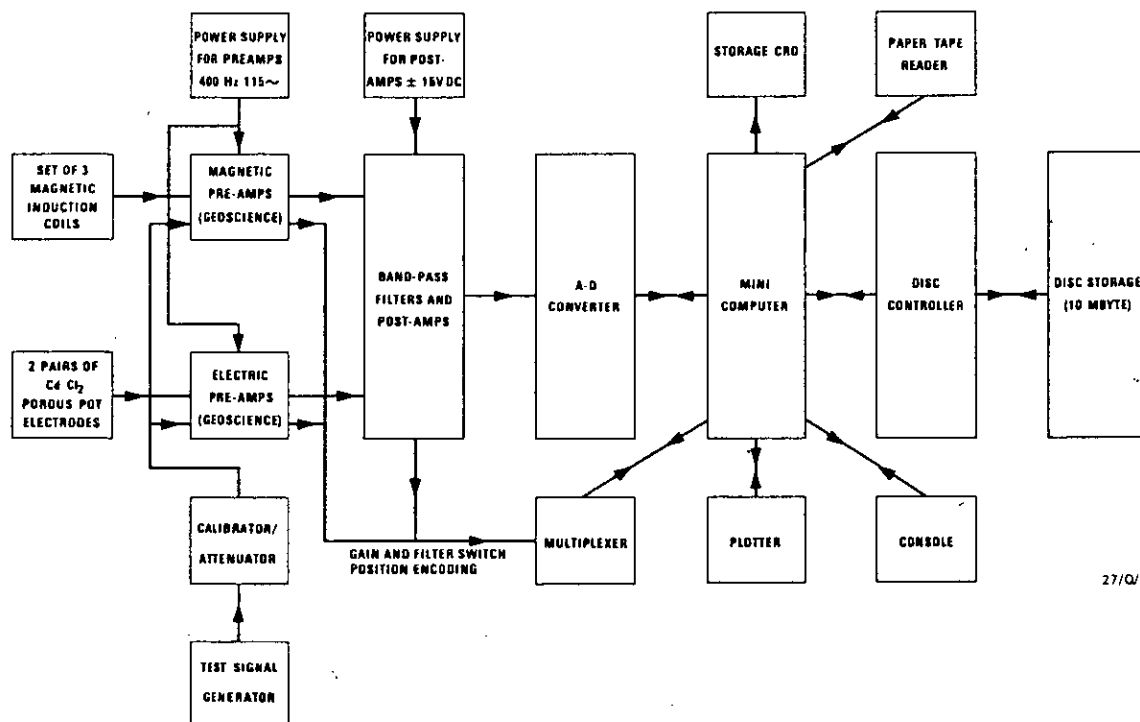 POWER SUPPLY
FOR PREAMPS
400 Hz 115~
POWER SUPPLY
FOR POST-
AMPS ± 15V DC
STORAGE CRO
PAPER TAPE
READER
SET OF 3
MAGNETIC
INDUCTION
COILS
MAGNETIC
PRE-AMPS
(GEOSCIENCE)
BAND-PASS
FILTERS AND
POST-AMPS
A-D
CONVERTER
MINI
COMPUTER
DISC
CONTROLLER
DISC STORAGE
(10 MBYTE)
2 PAIRS OF
Cd Cl₂
POROUS POT
ELECTRODES
ELECTRIC
PRE-AMPS
(GEOSCIENCE)
CALIBRATOR/
ATTENUATOR
GAIN AND FILTER SWITCH
POSITION ENCODING
MULTIPLEXER
PLOTTER
CONSOLE
27/Q/
TEST SIGNAL
GENERATOR